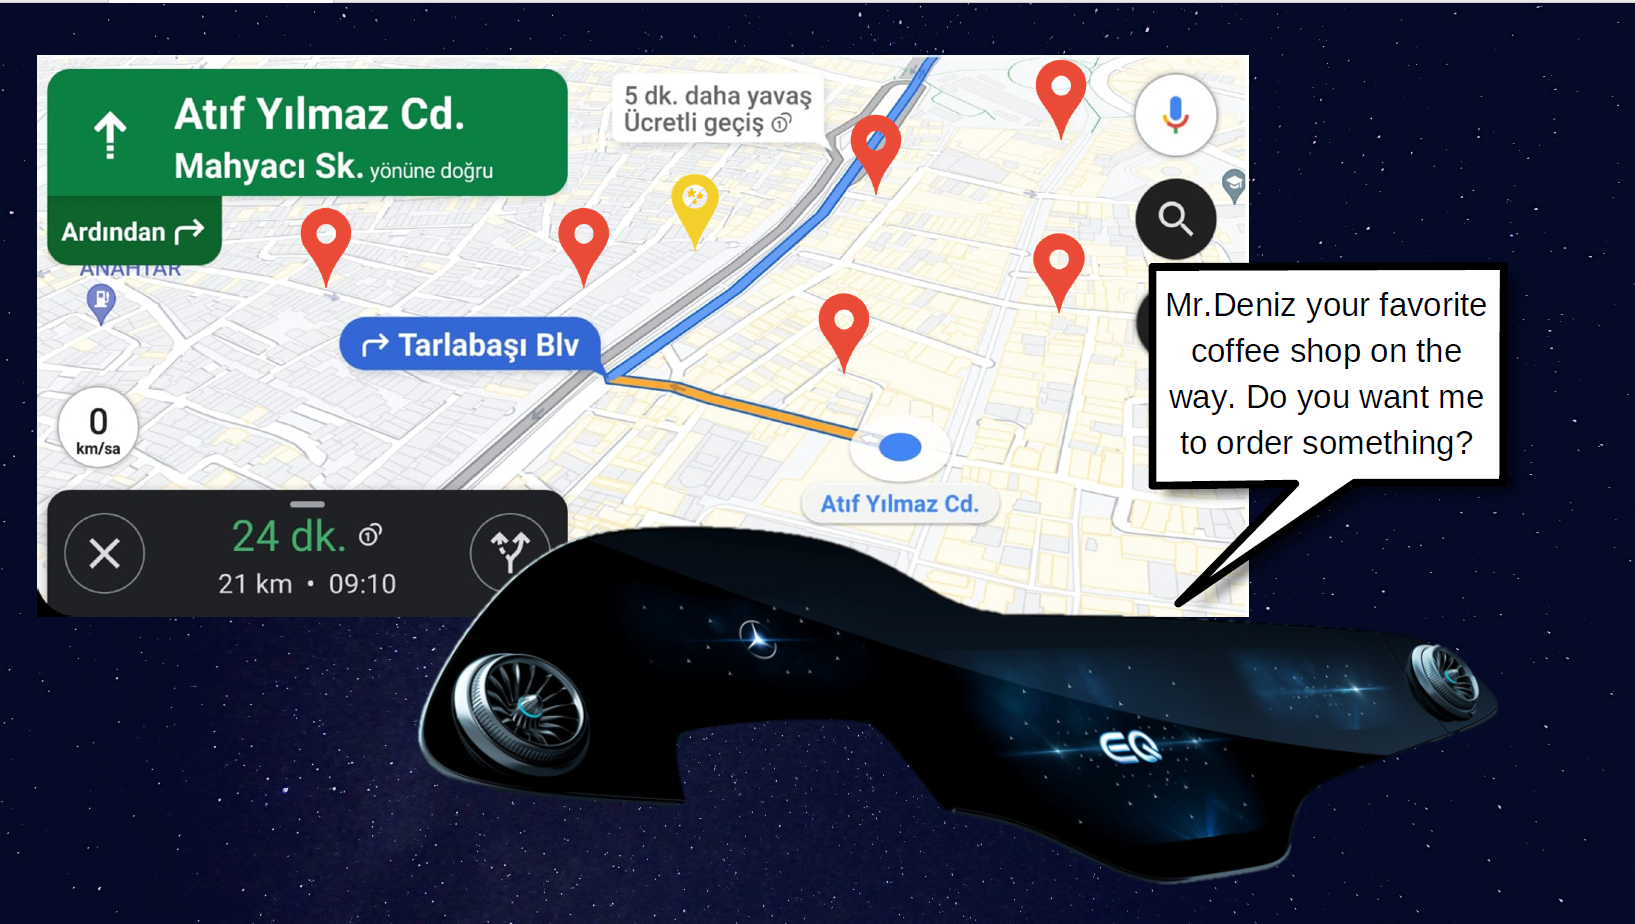 Atıf Yılmaz Cd.
Mahyacı Sk. yönüne doğru
Ardından
5 dk. daha yavaş
Ücretli geçiş
ANAHTAR
Tarlabaşı Blv
0
km/sa
Atıf Yılmaz Cd.
24 dk.
21 km • 09:10
Mr.Deniz your favorite
coffee shop on the
way. Do you want me
to order something?
EQ